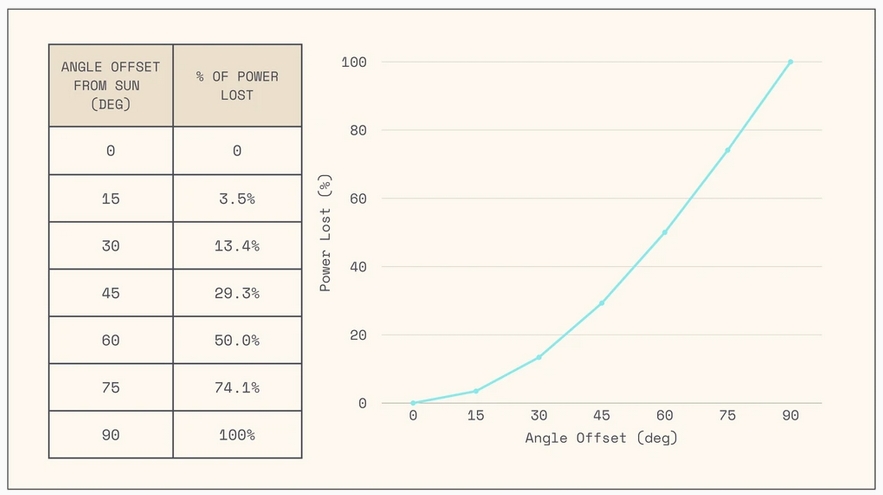 ANGLE OFFSET
FROM SUN
(DEG)
% OF POWER
LOST
0
0
15
3.5%
30
13.4%
45
29.3%
60
50.0%
75
74.1%
90
100%
Power Lost (%)
100
80
60
40
20
0
0 15 30 45 60 75 90
Angle Offset (deg)